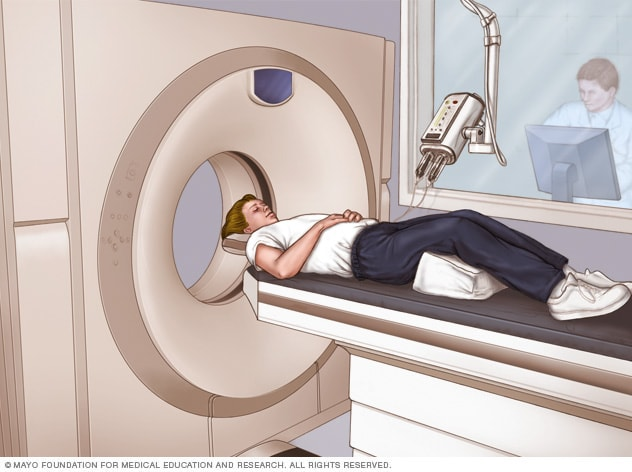 © MAYO FOUNDATION FOR MEDICAL EDUCATION AND RESEARCH. ALL RIGHTS RESERVED.